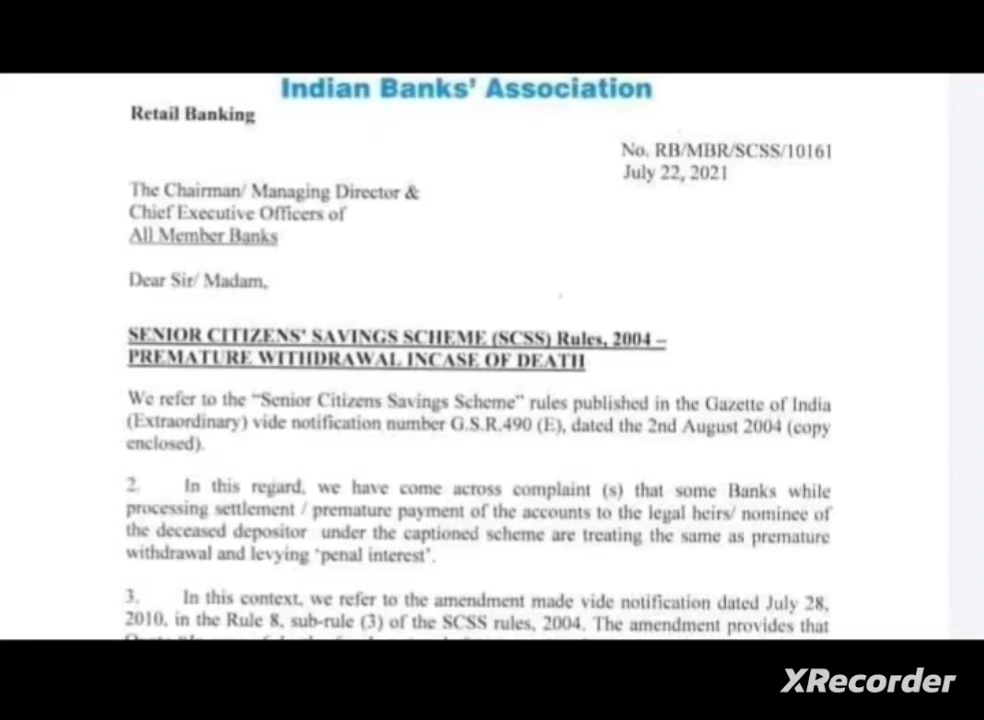 Indian Banks' Association
Retail Banking
No. RB/MBR/SCSS/10161
July 22, 2021
The Chairman/ Managing Director &
Chief Executive Officers of
All Member Banks
Dear Sir/ Madam,
SENIOR CITIZENS' SAVINGS SCHEME (SCSS) Rules, 2004 –
PREMATURE WITHDRAWAL INCASE OF DEATH
We refer to the "Senior Citizens Savings Scheme" rules published in the Gazette of India
(Extraordinary) vide notification number G.S.R.490 (E), dated the 2nd August 2004 (copy
enclosed).
2. In this regard, we have come across complaint (s) that some Banks while
processing settlement / premature payment of the accounts to the legal heirs/ nominee of
the deceased depositor under the captioned scheme are treating the same as premature
withdrawal and levying 'penal interest'.
3. In this context, we refer to the amendment made vide notification dated July 28,
2010, in the Rule 8, sub-rule (3) of the SCSS rules, 2004. The amendment provides that
XRecorder